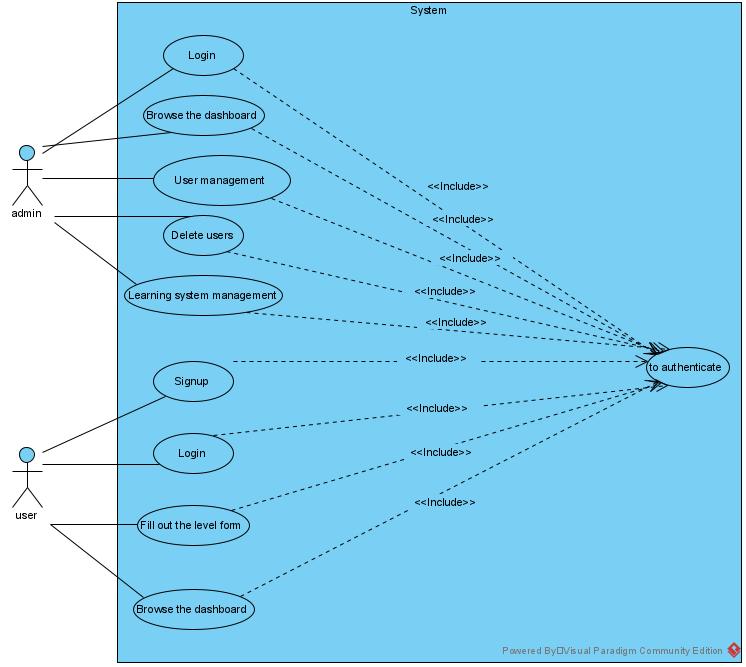 System
Login
Browse the dashboard
<<Include>>
User management
<<Include>>
admin
Delete users
<<Include>>
Learning system management
<<Include>>
<<Include>>
<<Include>>
to authenticate
Signup
<<Include>>
Login
<<Include>>
user
Fill out the level form
<<Include>>
Browse the dashboard
Powered By Visual Paradigm Community Edition